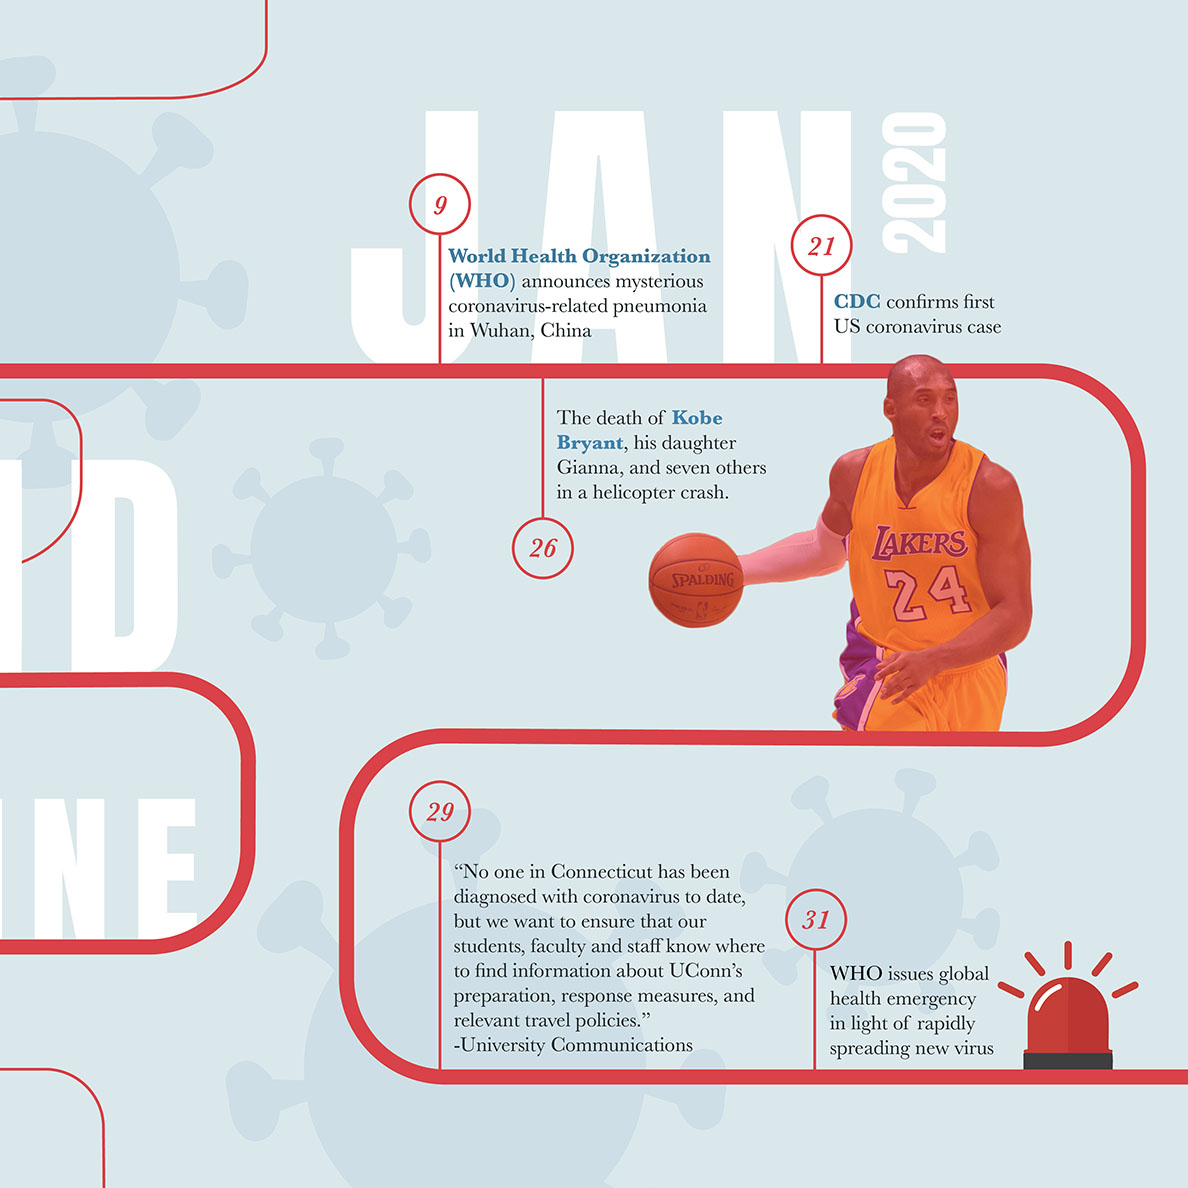 JAN
2020
9
World Health Organization
(WHO) announces mysterious
coronavirus-related pneumonia
in Wuhan, China
21
CDC confirms first
US coronavirus case
The death of Kobe
Bryant, his daughter
Gianna, and seven others
in a helicopter crash.
26
LAKERS
24
SPALDING
ID
INE
29
“No one in Connecticut has been
diagnosed with coronavirus to date,
but we want to ensure that our
students, faculty and staff know where
to find information about UConn’s
preparation, response measures, and
relevant travel policies.”
-University Communications
31
WHO issues global
health emergency
in light of rapidly
spreading new virus